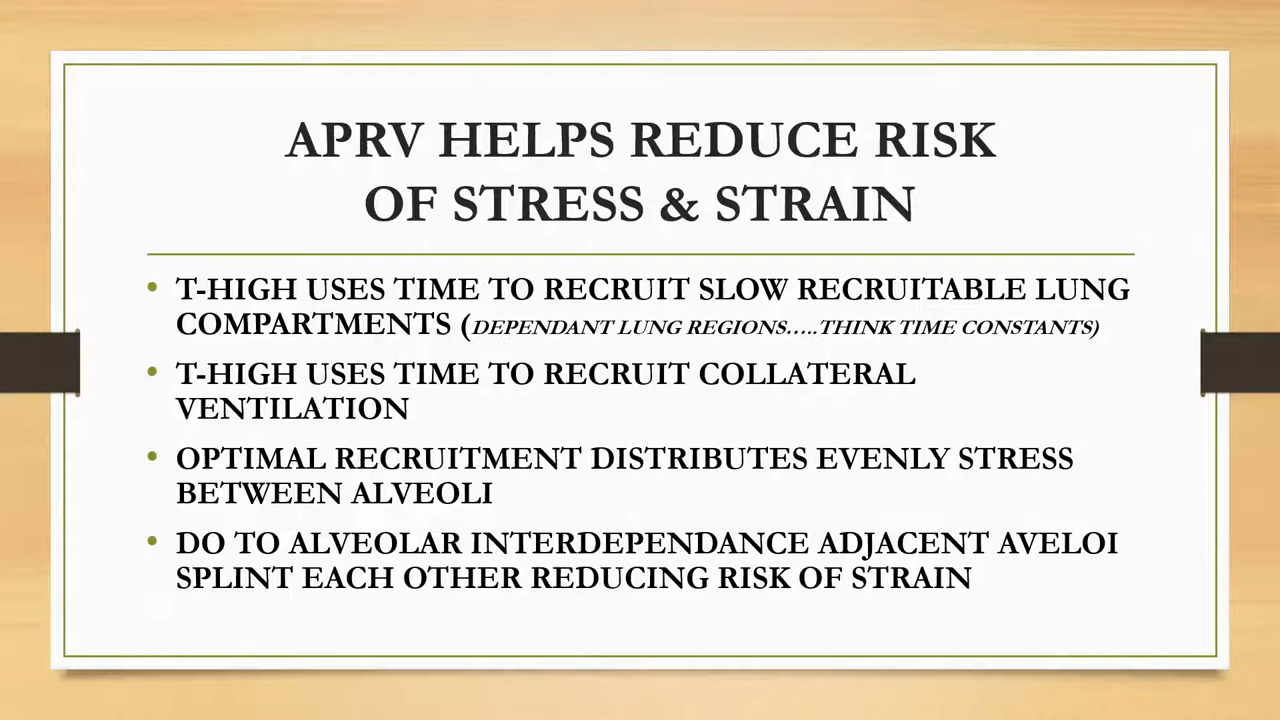 APRV HELPS REDUCE RISK
OF STRESS & STRAIN
• T-HIGH USES TIME TO RECRUIT SLOW RECRUITABLE LUNG
COMPARTMENTS (DEPENDANT LUNG REGIONS.....THINK TIME CONSTANTS)
• T-HIGH USES TIME TO RECRUIT COLLATERAL
VENTILATION
• OPTIMAL RECRUITMENT DISTRIBUTES EVENLY STRESS
BETWEEN ALVEOLI
• DO TO ALVEOLAR INTERDEPENDANCE ADJACENT AVELOI
SPLINT EACH OTHER REDUCING RISK OF STRAIN